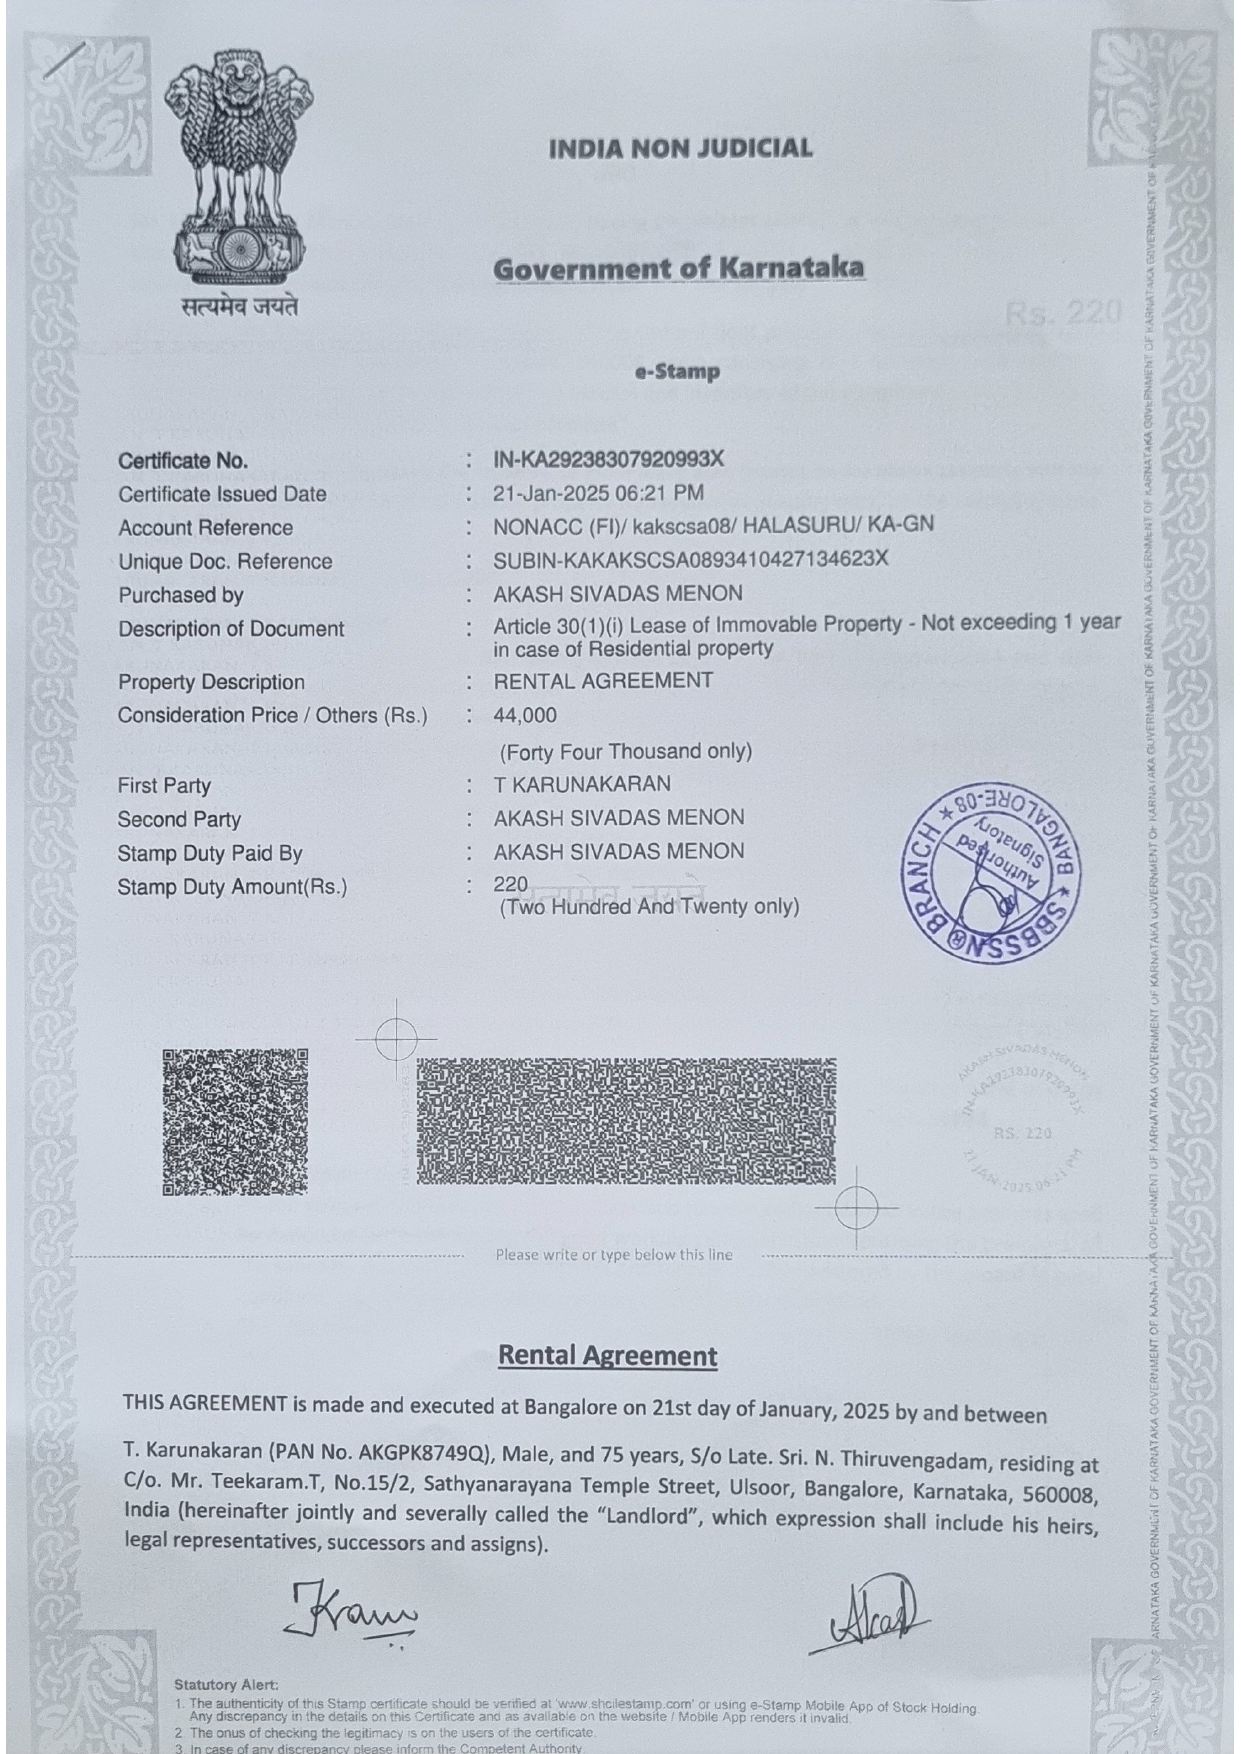 सत्यमेव जयते
INDIA NON JUDICIAL
Government of Karnataka
Rs. 220
e-Stamp
Certificate No. : IN-KA29238307920993X
Certificate Issued Date : 21-Jan-2025 06:21 PM
Account Reference : NONACC (FI)/ kakscsa08/ HALASURU/ KA-GN
Unique Doc. Reference : SUBIN-KAKAKSCSA0893410427134623X
Purchased by : AKASH SIVADAS MENON
Description of Document : Article 30(1)(i) Lease of Immovable Property - Not exceeding 1 year
in case of Residential property
Property Description : RENTAL AGREEMENT
Consideration Price / Others (Rs.) : 44,000
(Forty Four Thousand only)
First Party : T KARUNAKARAN
Second Party : AKASH SIVADAS MENON
Stamp Duty Paid By : AKASH SIVADAS MENON
Stamp Duty Amount(Rs.) : 220
(Two Hundred And Twenty only)
SBBSSN® BRANCH ★ BANGALORE-08 ★
Authorised
Signatory
AKASH SIVADAS MENON
IN-KA29238307920993X
RS. 220
21-JAN-2025 06:21 PM
Please write or type below this line
Rental Agreement
THIS AGREEMENT is made and executed at Bangalore on 21st day of January, 2025 by and between
T. Karunakaran (PAN No. AKGPK8749Q), Male, and 75 years, S/o Late. Sri. N. Thiruvengadam, residing at
C/o. Mr. Teekaram.T, No.15/2, Sathyanarayana Temple Street, Ulsoor, Bangalore, Karnataka, 560008,
India (hereinafter jointly and severally called the “Landlord”, which expression shall include his heirs,
legal representatives, successors and assigns).
Statutory Alert:
1. The authenticity of this Stamp certificate should be verified at 'www.shcilestamp.com' or using e-Stamp Mobile App of Stock Holding.
Any discrepancy in the details on this Certificate and as available on the website / Mobile App renders it invalid.
2 The onus of checking the legitimacy is on the users of the certificate.
3 In case of any discrepancy please inform the Competent Authority